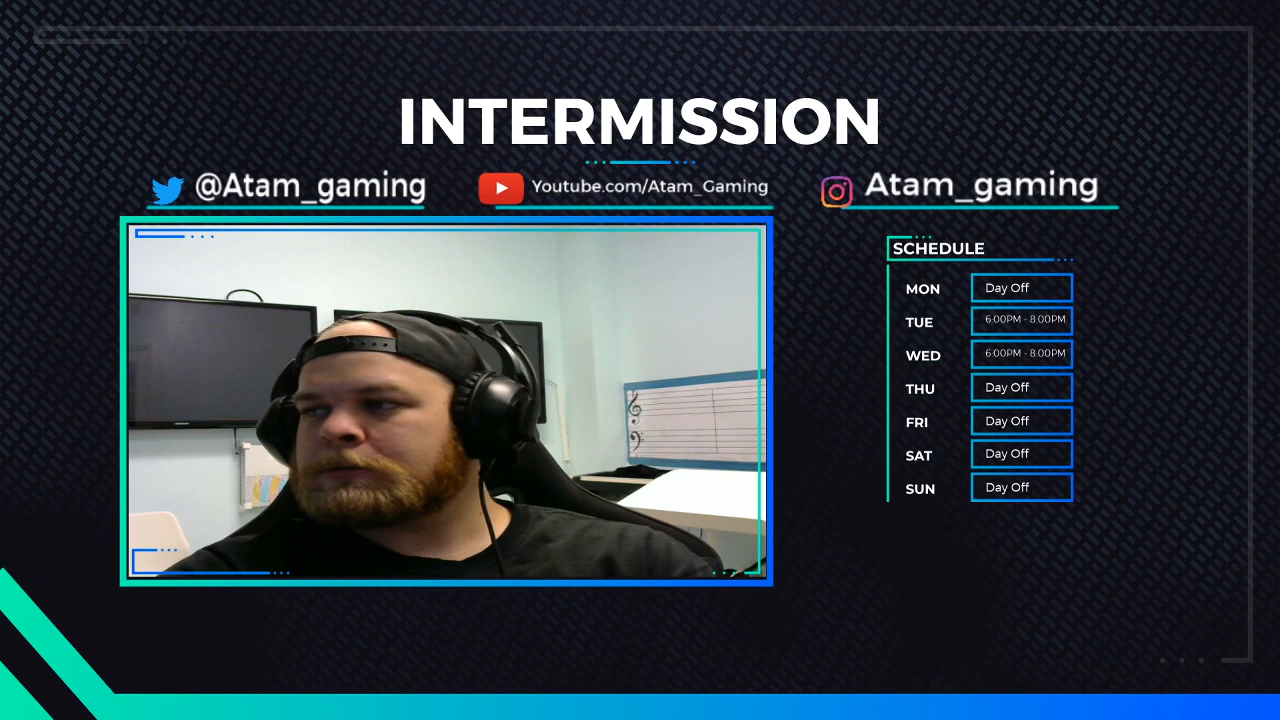 INTERMISSION
@Atam_gaming
Youtube.com/Atam_Gaming
Atam_gaming
SCHEDULE
MON Day Off
TUE 6:00PM - 8:00PM
WED 6:00PM - 8:00PM
THU Day Off
FRI Day Off
SAT Day Off
SUN Day Off